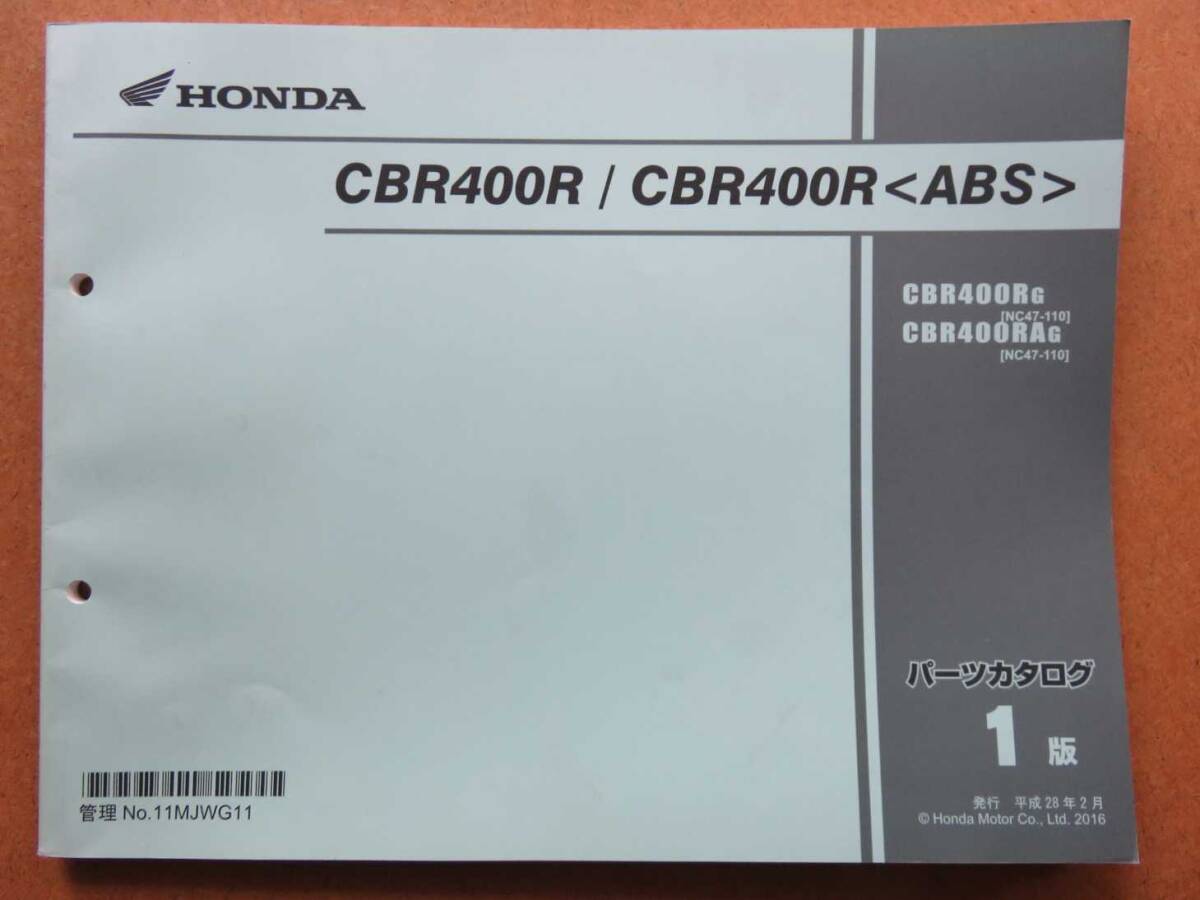 HONDA
CBR400R / CBR400R<ABS>
CBR400RG
[NC47-110]
CBR400RAG
[NC47-110]
パーツカタログ
1 版
発行 平成28年2月
© Honda Motor Co., Ltd. 2016
管理 No.11MJWG11